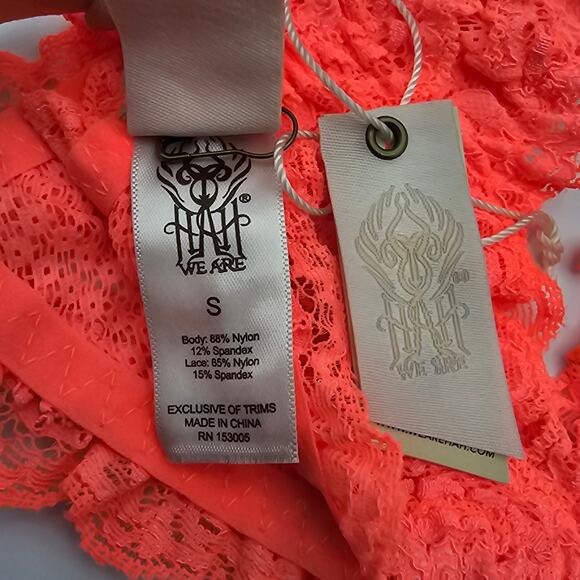 HAH®
WE ARE
S
Body: 88% Nylon
12% Spandex
Lace: 85% Nylon
15% Spandex
EXCLUSIVE OF TRIMS
MADE IN CHINA
RN 153005
HAH
WE ARE
WWW.WEAREHAH.COM